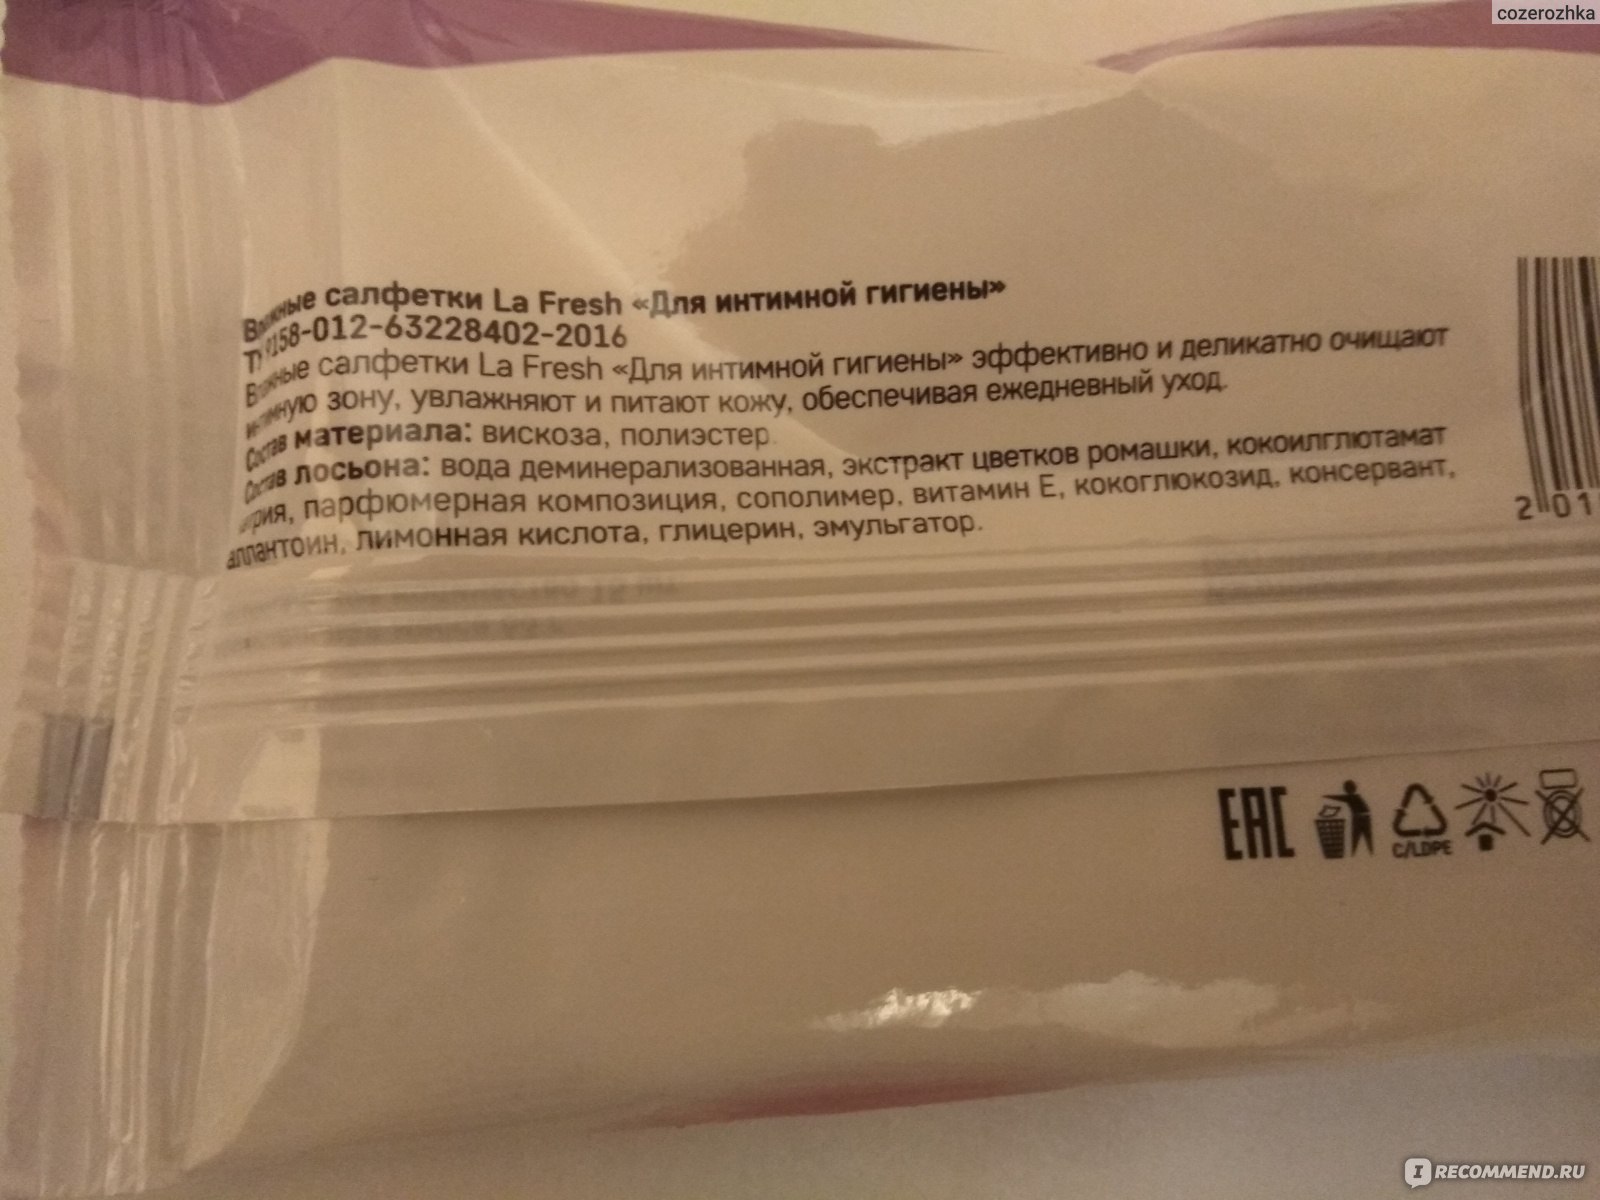 cozerozhka
Влажные салфетки La Fresh «Для интимной гигиены»
ТУ 9158-012-63228402-2016
Влажные салфетки La Fresh «Для интимной гигиены» эффективно и деликатно очищают
интимную зону, увлажняют и питают кожу, обеспечивая ежедневный уход.
Состав материала: вискоза, полиэстер.
Состав лосьона: вода деминерализованная, экстракт цветков ромашки, кокоилглютамат
натрия, парфюмерная композиция, сополимер, витамин Е, кокоглюкозид, консервант,
аллантоин, лимонная кислота, глицерин, эмульгатор.
2 01
EAC
C/LDPE
IRECOMMEND.RU